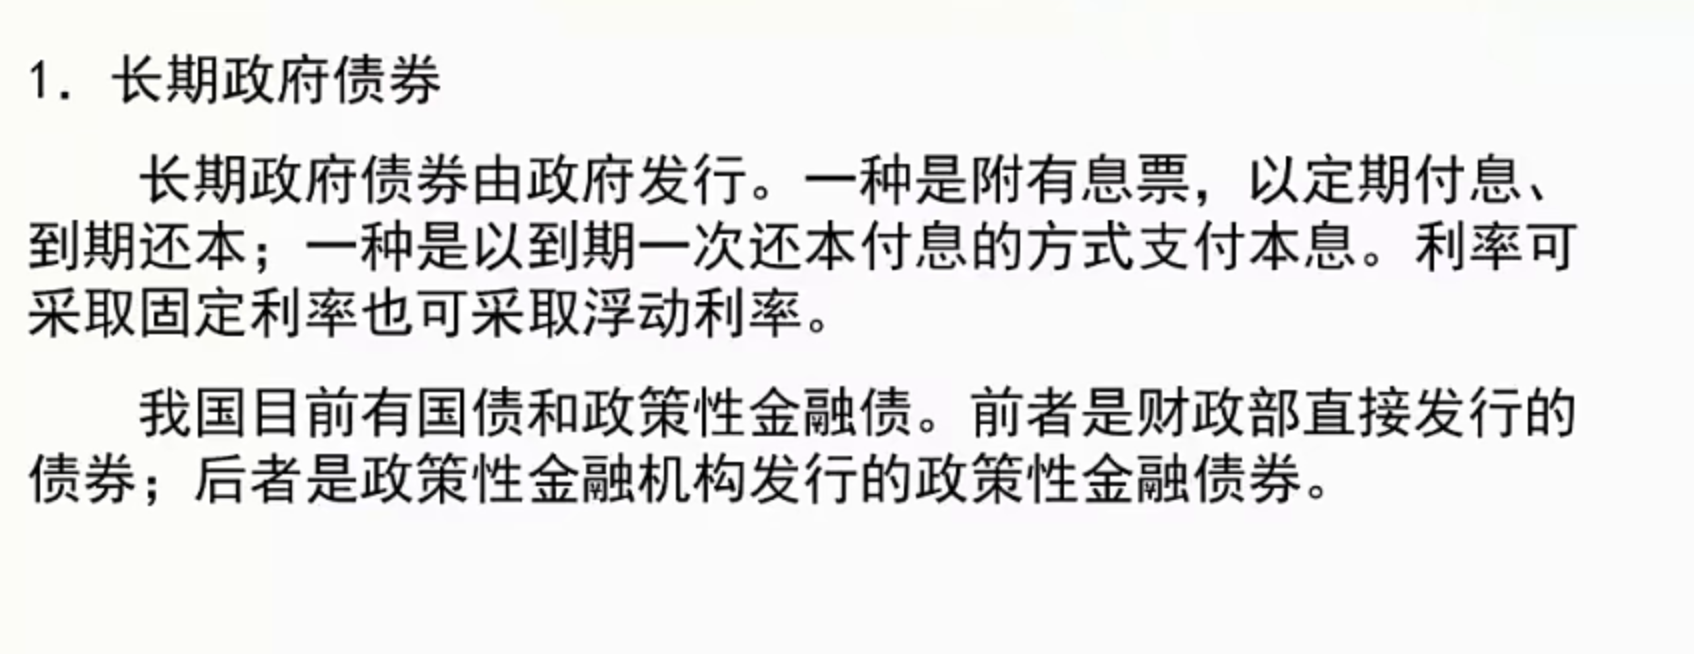 1. 长期政府债券
长期政府债券由政府发行。一种是附有息票，以定期付息、
到期还本；一种是以到期一次还本付息的方式支付本息。利率可
采取固定利率也可采取浮动利率。
我国目前有国债和政策性金融债。前者是财政部直接发行的
债券；后者是政策性金融机构发行的政策性金融债券。